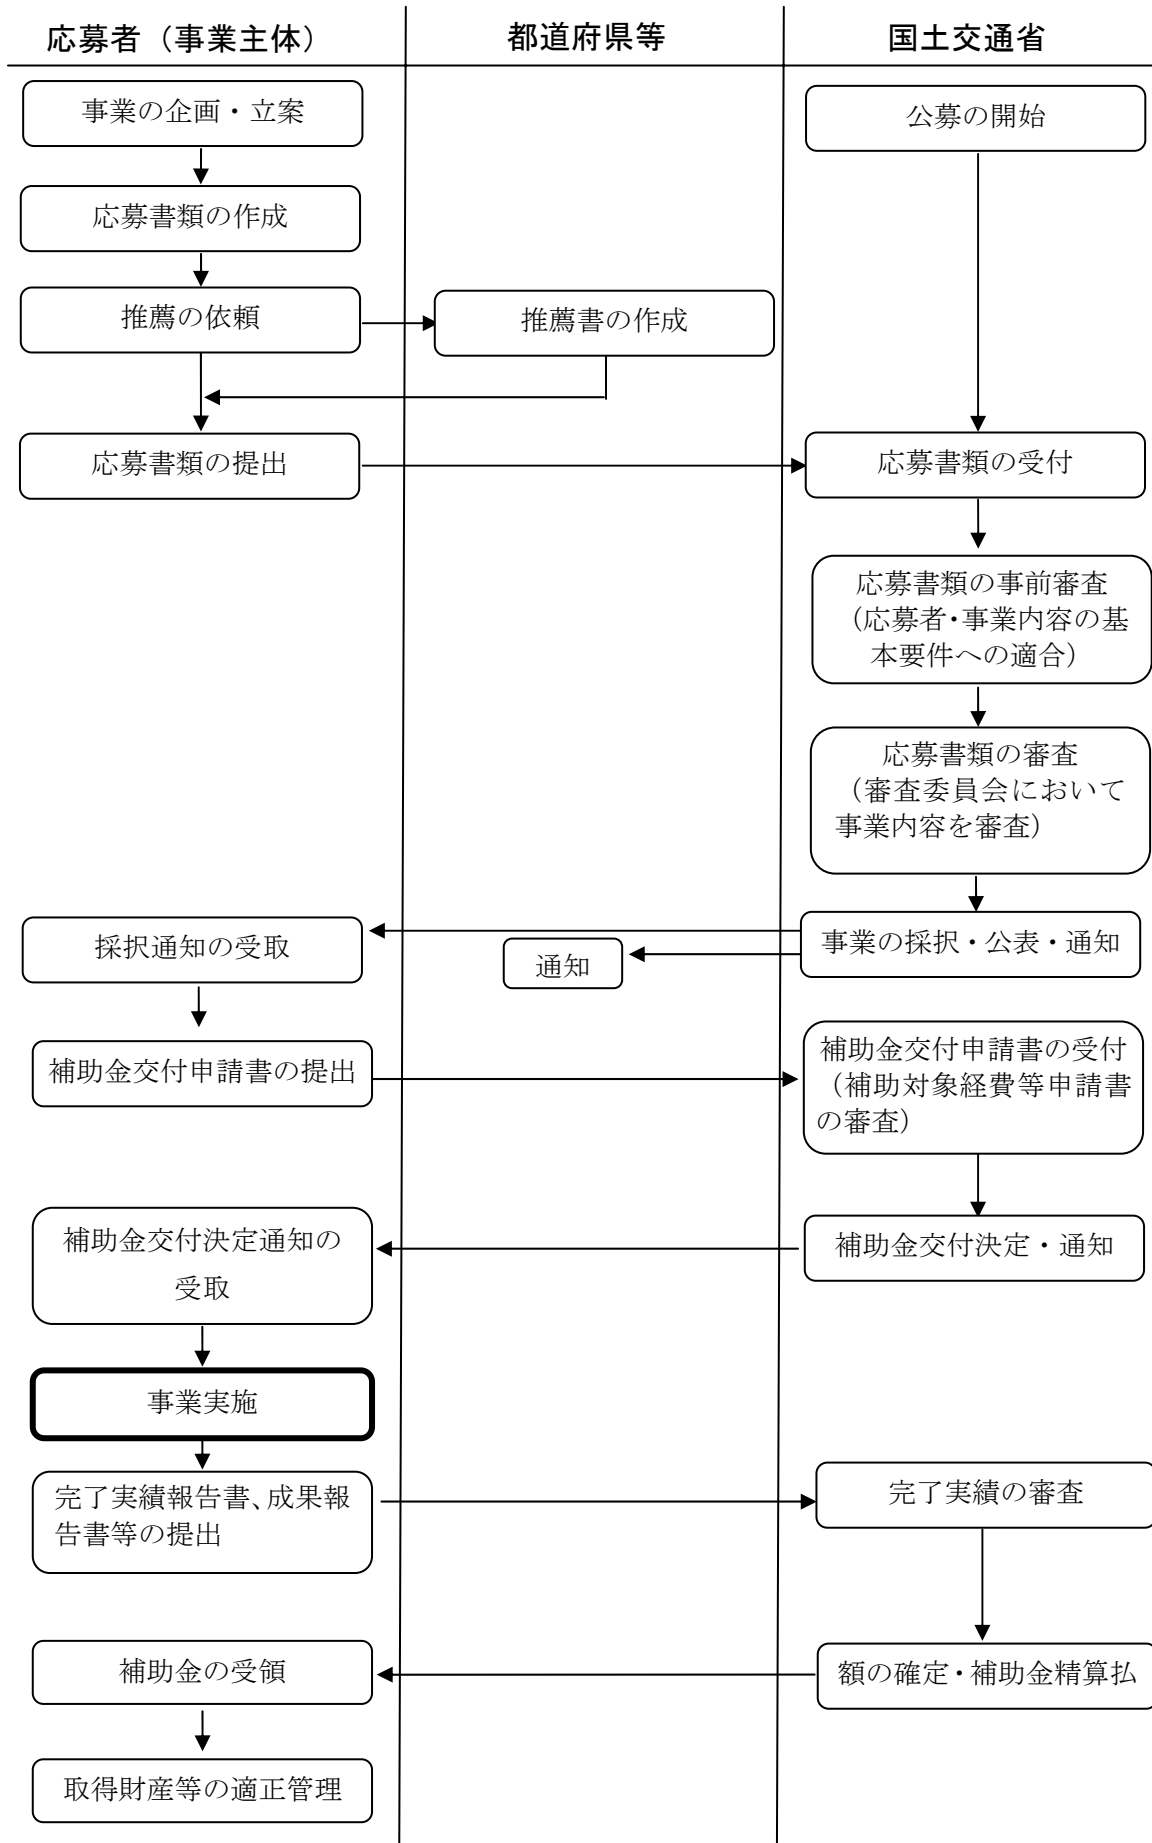 応募者（事業主体）
都道府県等
国土交通省
事業の企画・立案
公募の開始
応募書類の作成
推薦の依頼
推薦書の作成
応募書類の提出
応募書類の受付
応募書類の事前審査
（応募者・事業内容の基
本要件への適合）
応募書類の審査
（審査委員会において
事業内容を審査）
採択通知の受取
通知
事業の採択・公表・通知
補助金交付申請書の提出
補助金交付申請書の受付
（補助対象経費等申請書
の審査）
補助金交付決定通知の
受取
補助金交付決定・通知
事業実施
完了実績報告書、成果報
告書等の提出
完了実績の審査
補助金の受領
額の確定・補助金精算払
取得財産等の適正管理